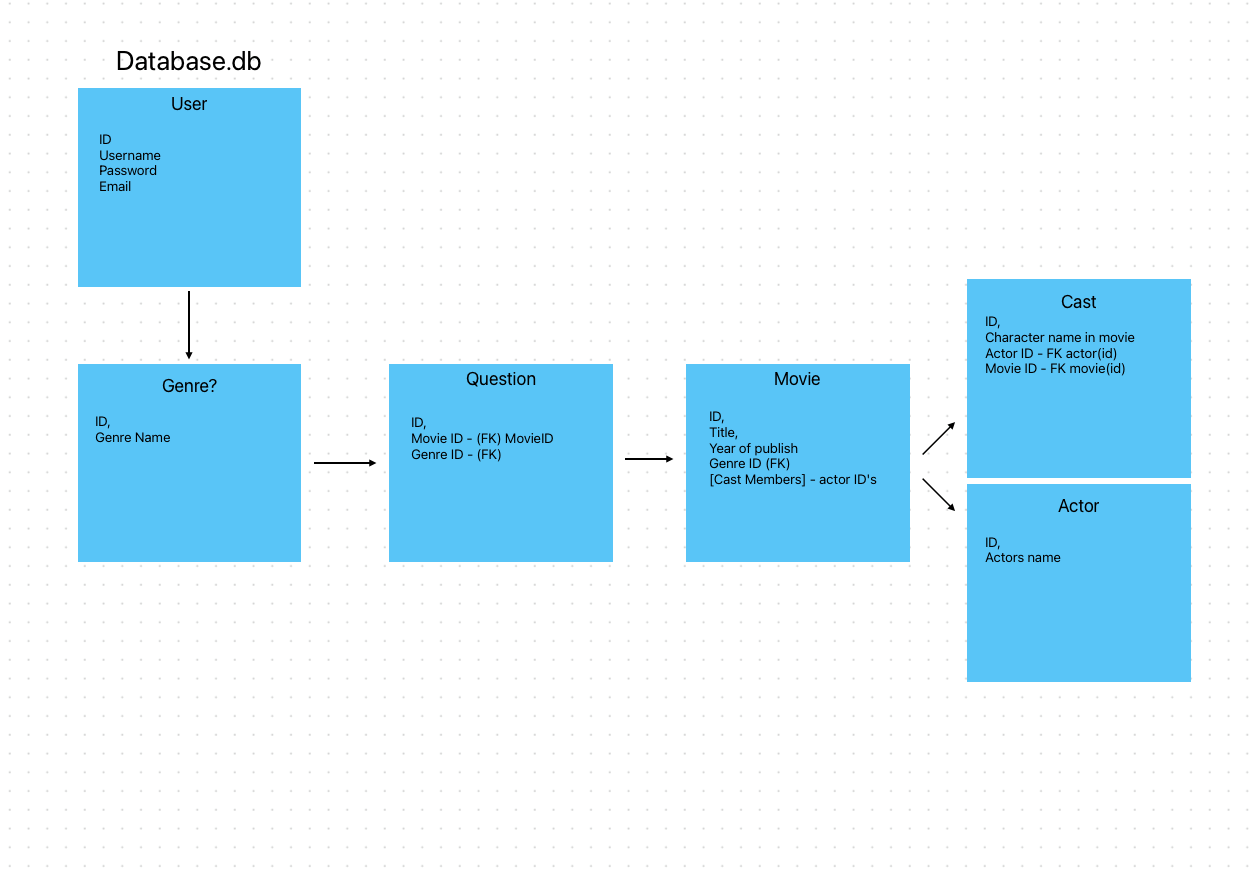 Database.db
User
ID
Username
Password
Email
Genre?
ID,
Genre Name
Question
ID,
Movie ID - (FK) MovieID
Genre ID - (FK)
Movie
ID,
Title,
Year of publish
Genre ID (FK)
[Cast Members] - actor ID's
Cast
ID,
Character name in movie
Actor ID - FK actor(id)
Movie ID - FK movie(id)
Actor
ID,
Actors name